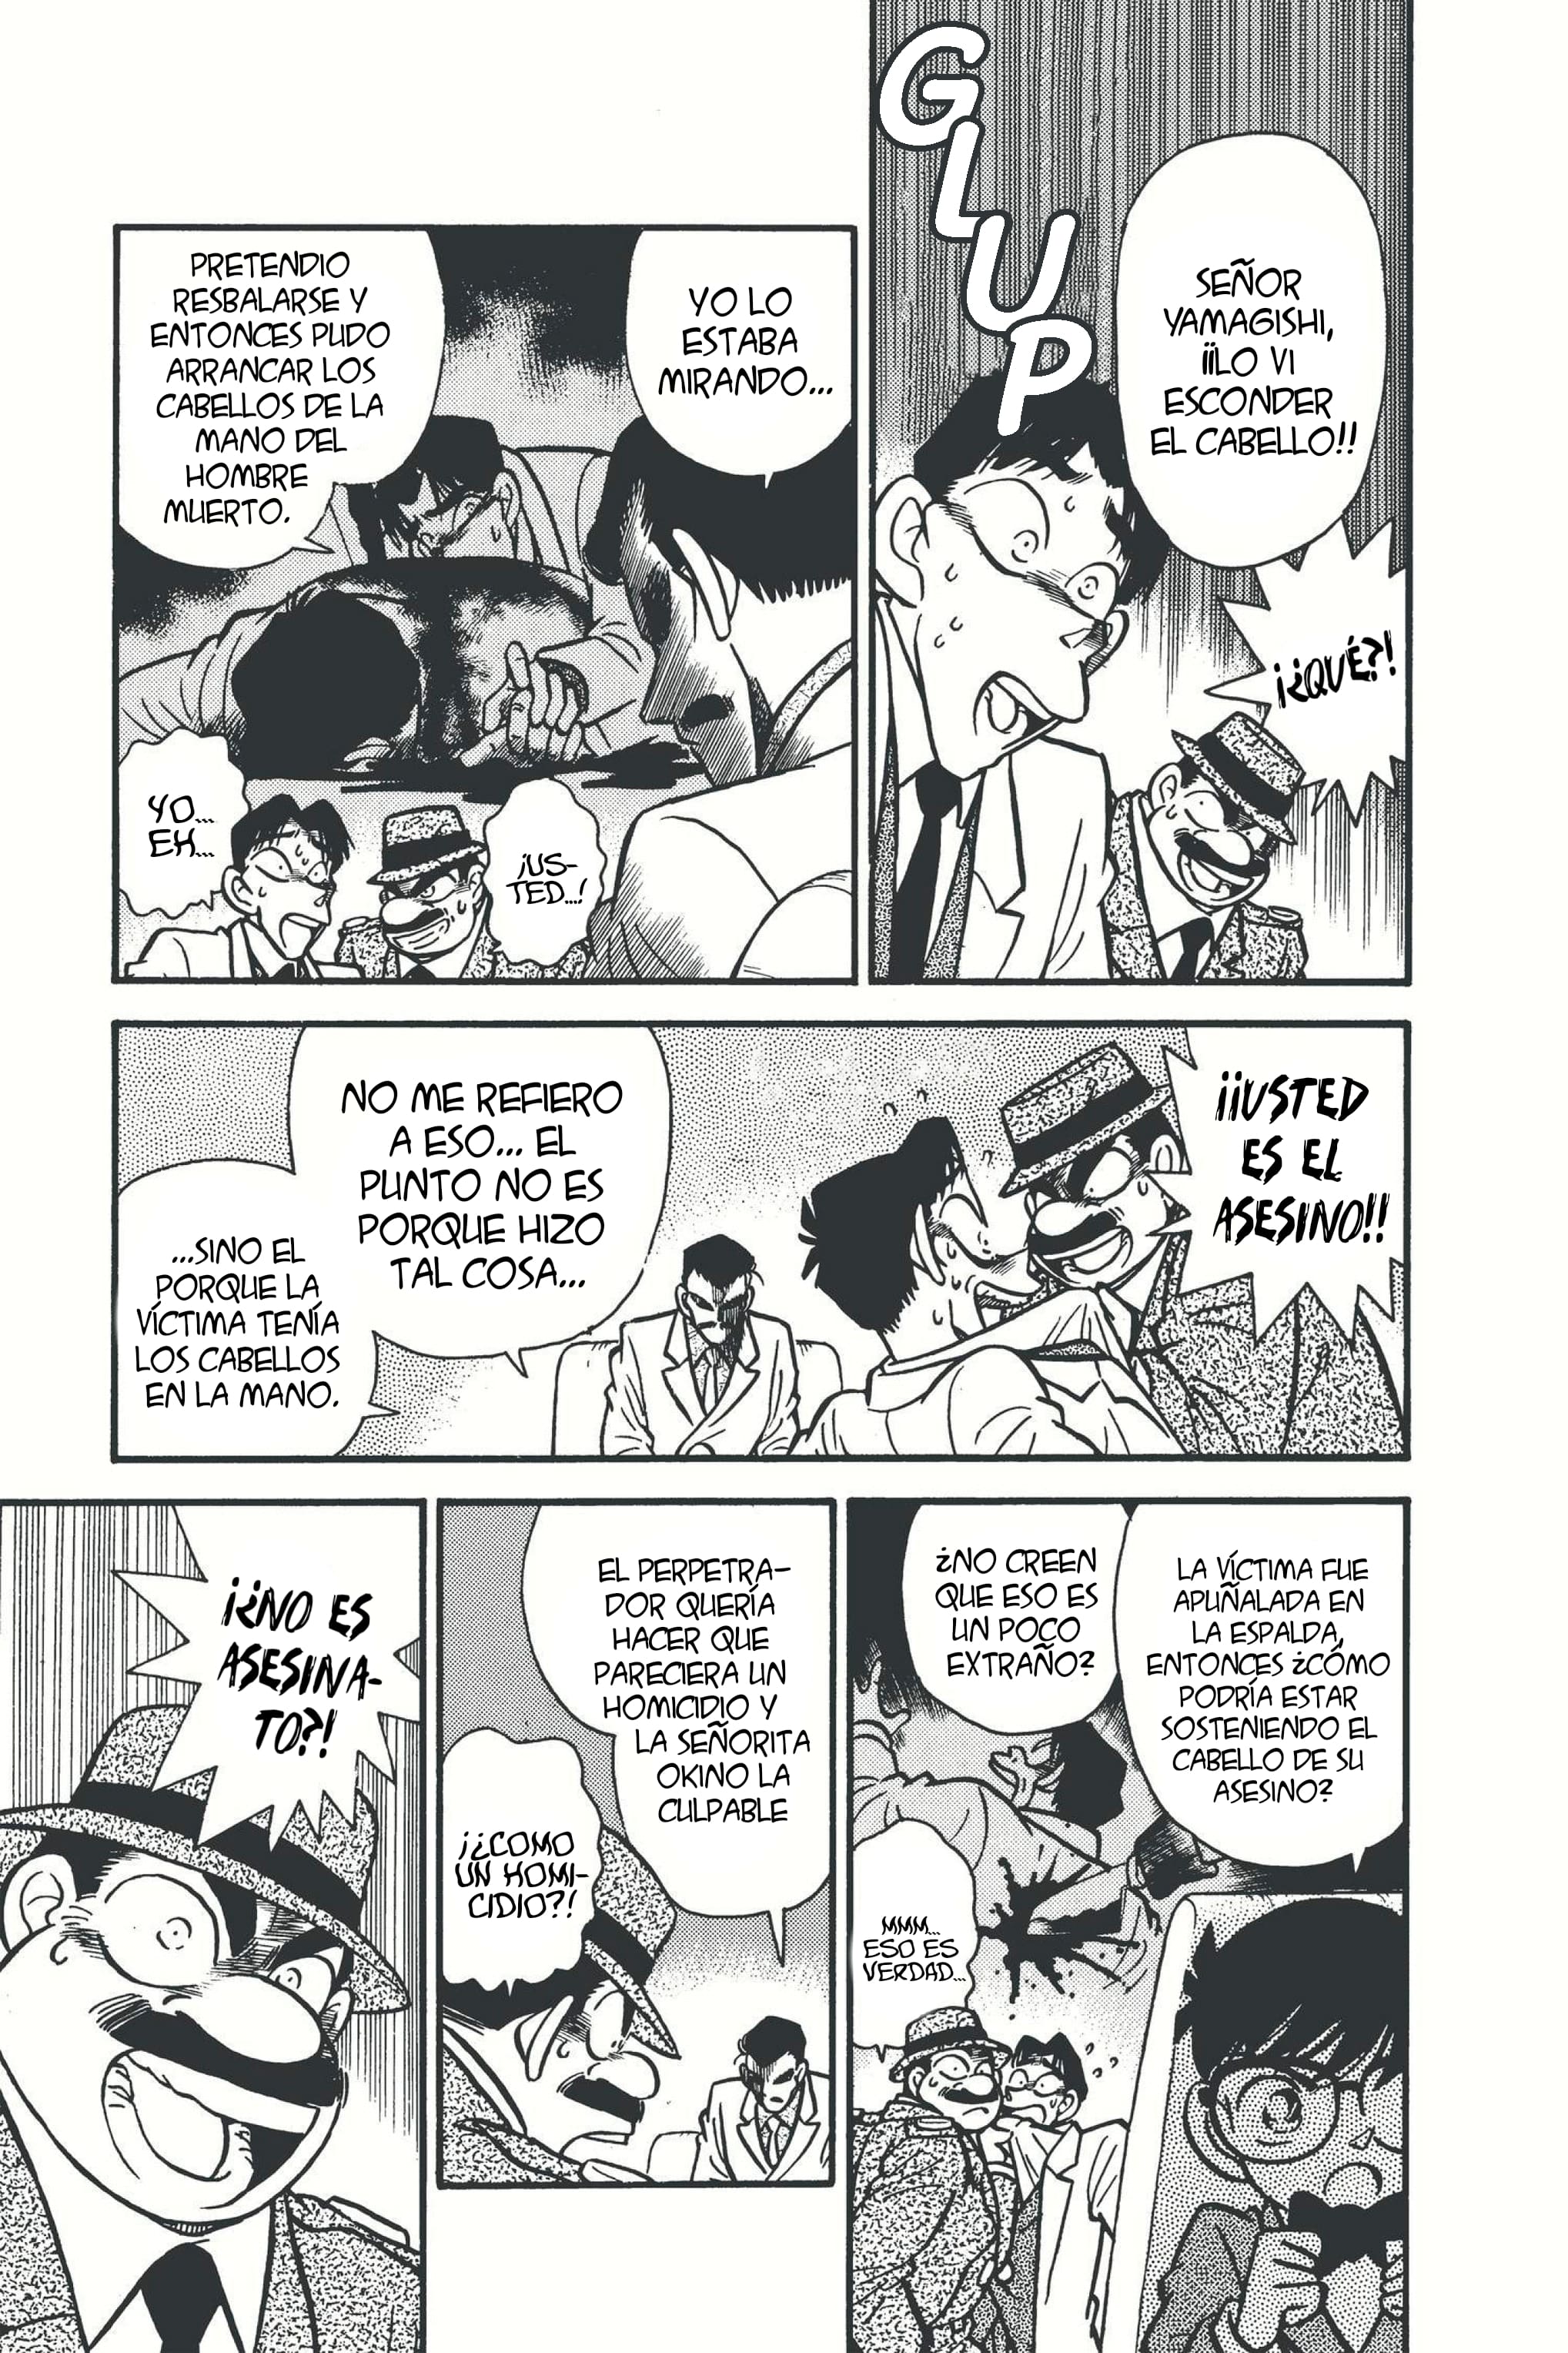 GLUP
SEÑOR
YAMAGISHI,
¡¡LO VI
ESCONDER
EL CABELLO!!
¡¿QUÉ?!
YO LO
ESTABA
MIRANDO...
PRETENDIO
RESBALARSE Y
ENTONCES PUDO
ARRANCAR LOS
CABELLOS DE LA
MANO DEL
HOMBRE
MUERTO.
¡US-
TED...!
YO...
EH...
¡¡USTED
ES EL
ASESINO!!
NO ME REFIERO
A ESO... EL
PUNTO NO ES
PORQUE HIZO
TAL COSA...
...SINO EL
PORQUE LA
VÍCTIMA TENÍA
LOS CABELLOS
EN LA MANO.
LA VÍCTIMA FUE
APUÑALADA EN
LA ESPALDA,
ENTONCES ¿CÓMO
PODRÍA ESTAR
SOSTENIENDO EL
CABELLO DE SU
ASESINO?
¿NO CREEN
QUE ESO ES
UN POCO
EXTRAÑO?
MMM...
ESO ES
VERDAD...
EL PERPETRA-
DOR QUERÍA
HACER QUE
PARECIERA UN
HOMICIDIO Y
LA SEÑORITA
OKINO LA
CULPABLE
¡¿COMO
UN HOMI-
CIDIO?!
¡¿NO ES
ASESINA-
TO?!